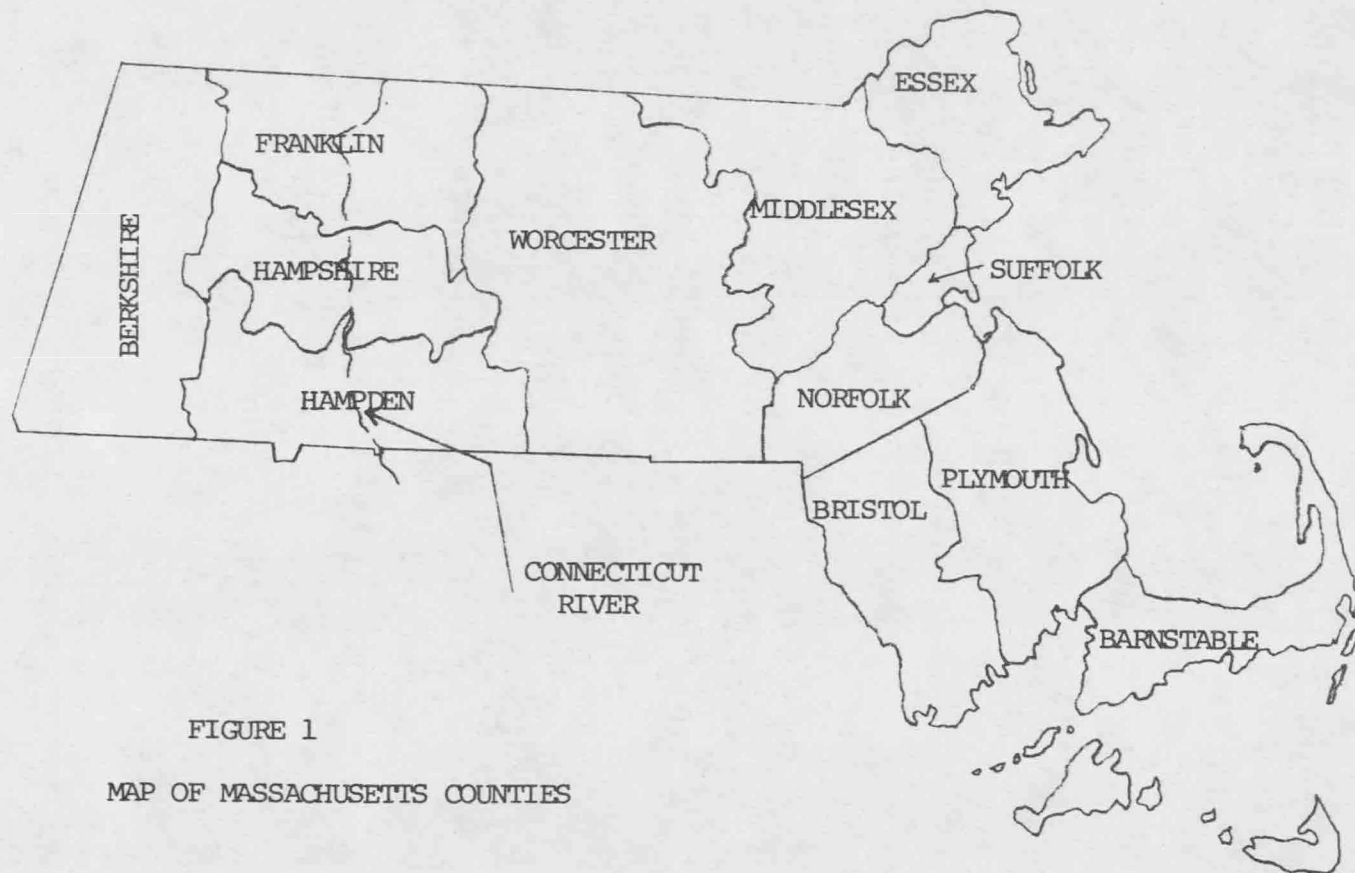 ESSEX
FRANKLIN
MIDDLESEX
BERKSHIRE
WORCESTER
HAMPSHIRE
SUFFOLK
HAMPDEN
NORFOLK
PLYMOUTH
BRISTOL
CONNECTICUT
RIVER
BARNSTABLE
FIGURE 1
MAP OF MASSACHUSETTS COUNTIES